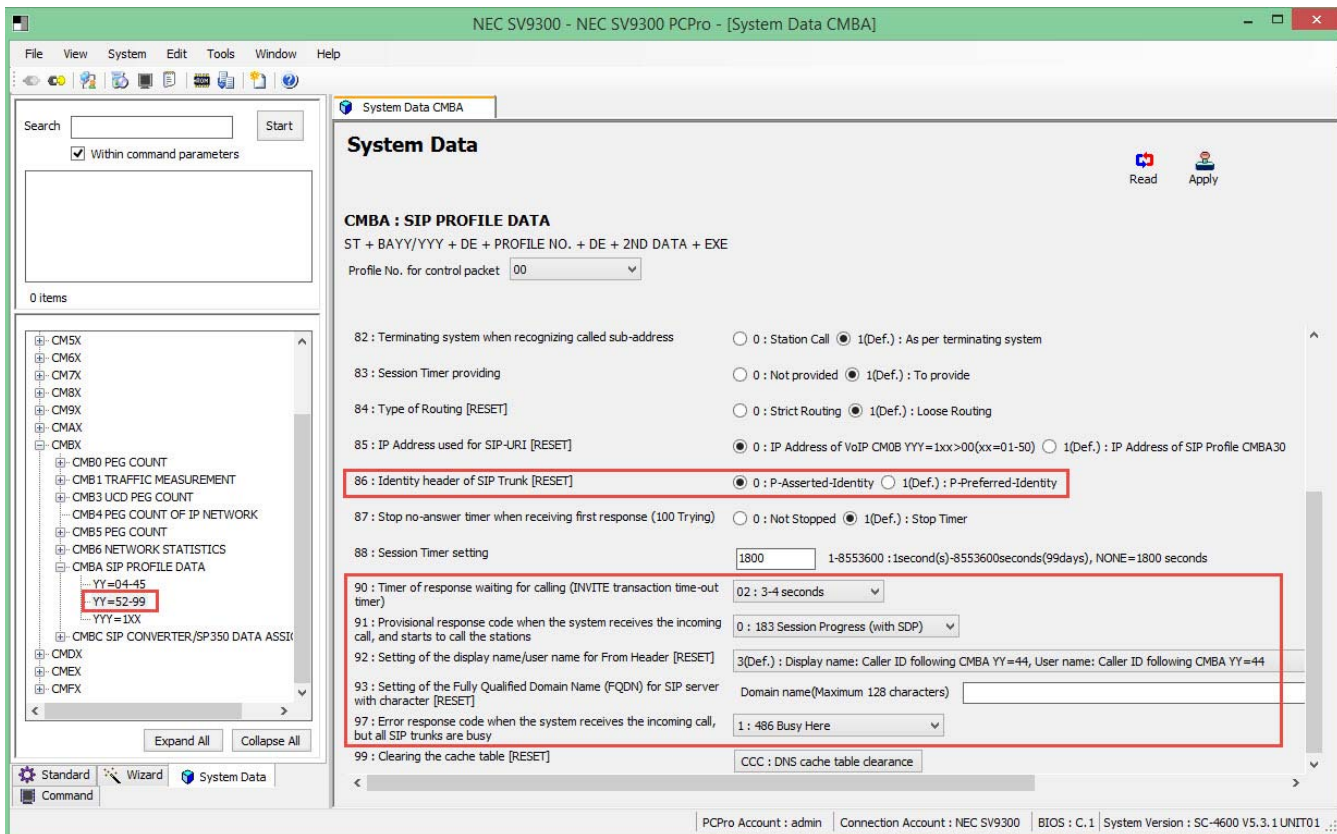 NEC SV9300 - NEC SV9300 PCPro - [System Data CMBA]
File View System Edit Tools Window Help
Search
Start
Within command parameters
0 items
CM5X
CM6X
CM7X
CM8X
CM9X
CMAX
CMBX
CMB0 PEG COUNT
CMB1 TRAFFIC MEASUREMENT
CMB3 UCD PEG COUNT
CMB4 PEG COUNT OF IP NETWORK
CMB5 PEG COUNT
CMB6 NETWORK STATISTICS
CMBA SIP PROFILE DATA
YY=04-45
YY=52-99
YYY=1XX
CMBC SIP CONVERTER/SP350 DATA ASSI
CMDX
CMEX
CMFX
Expand All Collapse All
Standard Wizard System Data
Command
System Data CMBA
System Data
Read Apply
CMBA : SIP PROFILE DATA
ST + BAYY/YYY + DE + PROFILE NO. + DE + 2ND DATA + EXE
Profile No. for control packet 00
82 : Terminating system when recognizing called sub-address 0 : Station Call 1(Def.) : As per terminating system
83 : Session Timer providing 0 : Not provided 1(Def.) : To provide
84 : Type of Routing [RESET] 0 : Strict Routing 1(Def.) : Loose Routing
85 : IP Address used for SIP-URI [RESET] 0 : IP Address of VoIP CM0B YYY=1xx>00(xx=01-50) 1(Def.) : IP Address of SIP Profile CMBA30
86 : Identity header of SIP Trunk [RESET] 0 : P-Asserted-Identity 1(Def.) : P-Preferred-Identity
87 : Stop no-answer timer when receiving first response (100 Trying) 0 : Not Stopped 1(Def.) : Stop Timer
88 : Session Timer setting 1800 1-8553600 :1second(s)-8553600seconds(99days), NONE=1800 seconds
90 : Timer of response waiting for calling (INVITE transaction time-out
timer) 02 : 3-4 seconds
91 : Provisional response code when the system receives the incoming
call, and starts to call the stations 0 : 183 Session Progress (with SDP)
92 : Setting of the display name/user name for From Header [RESET] 3(Def.) : Display name: Caller ID following CMBA YY=44, User name: Caller ID following CMBA YY=44
93 : Setting of the Fully Qualified Domain Name (FQDN) for SIP server
with character [RESET] Domain name(Maximum 128 characters)
97 : Error response code when the system receives the incoming call,
but all SIP trunks are busy 1 : 486 Busy Here
99 : Clearing the cache table [RESET] CCC : DNS cache table clearance
PCPro Account : admin Connection Account : NEC SV9300 BIOS : C.1 System Version : SC-4600 V5.3.1 UNIT01